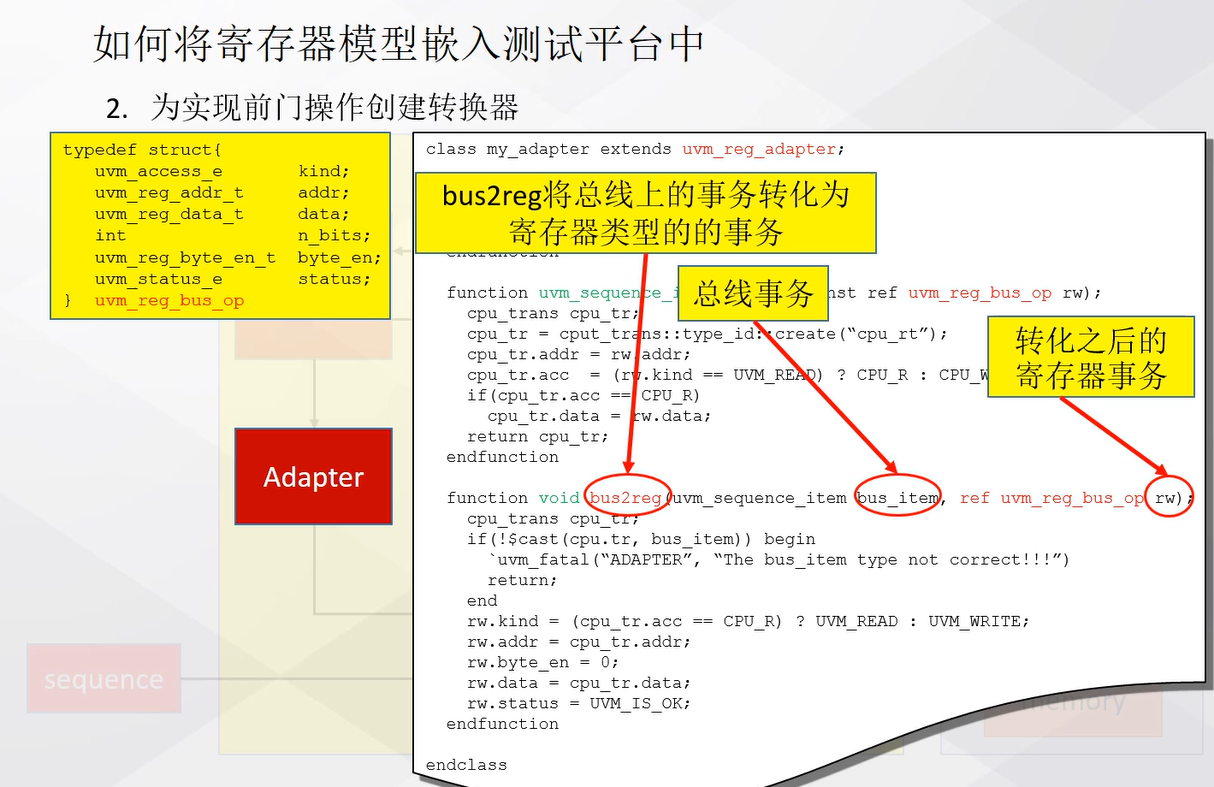 如何将寄存器模型嵌入测试平台中
2. 为实现前门操作创建转换器
typedef struct{
uvm_access_e kind;
uvm_reg_addr_t addr;
uvm_reg_data_t data;
int n_bits;
uvm_reg_byte_en_t byte_en;
uvm_status_e status;
} uvm_reg_bus_op
Adapter
sequence
class my_adapter extends uvm_reg_adapter;
bus2reg将总线上的事务转化为
寄存器类型的的事务
endfunction
总线事务
function uvm_sequence_i nst ref uvm_reg_bus_op rw);
cpu_trans cpu_tr;
cpu_tr = cput_trans::type_id::create(“cpu_rt”);
cpu_tr.addr = rw.addr;
cpu_tr.acc = (rw.kind == UVM_READ) ? CPU_R : CPU_W
if(cpu_tr.acc == CPU_R)
cpu_tr.data = rw.data;
return cpu_tr;
endfunction
转化之后的
寄存器事务
function void bus2reg(uvm_sequence_item bus_item, ref uvm_reg_bus_op rw);
cpu_trans cpu_tr;
if(!$cast(cpu.tr, bus_item)) begin
`uvm_fatal(“ADAPTER”, “The bus_item type not correct!!!”)
return;
end
rw.kind = (cpu_tr.acc == CPU_R) ? UVM_READ : UVM_WRITE;
rw.addr = cpu_tr.addr;
rw.byte_en = 0;
rw.data = cpu_tr.data;
rw.status = UVM_IS_OK;
endfunction
endclass
memory